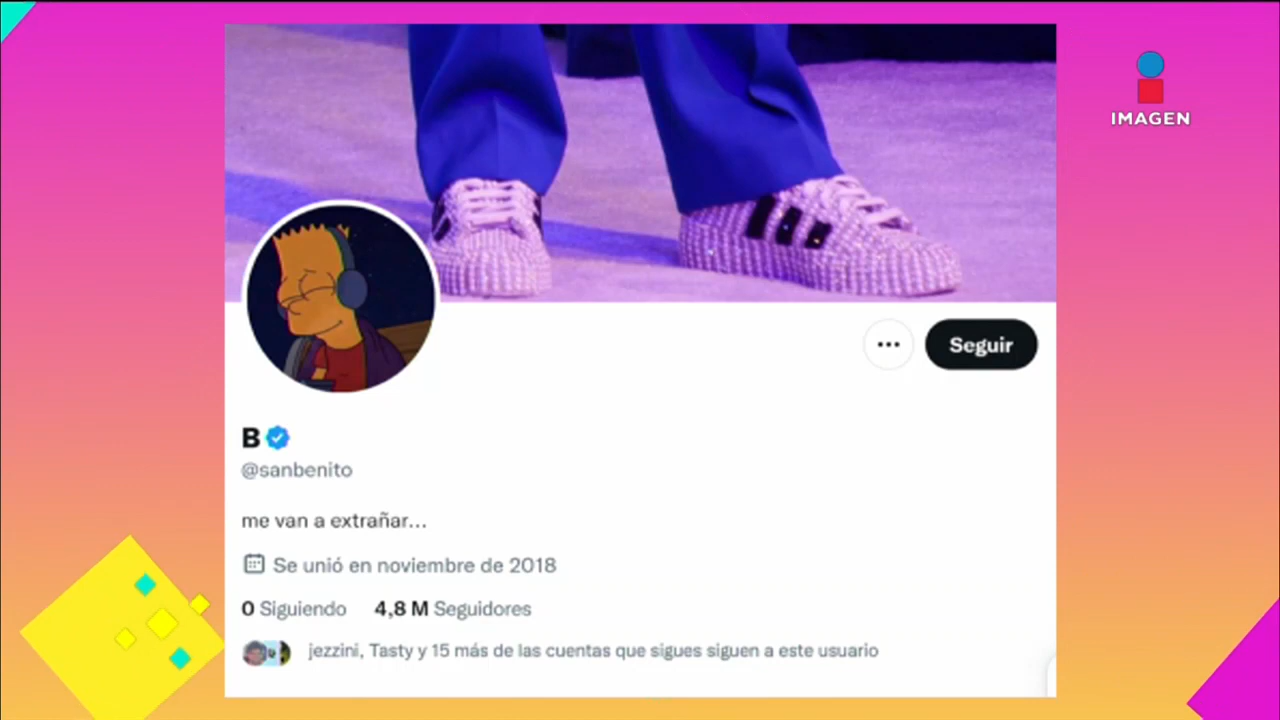 IMAGEN
Seguir
B
@sanbenito
me van a extrañar...
Se unió en noviembre de 2018
0 Siguiendo 4,8 M Seguidores
jezzini, Tasty y 15 más de las cuentas que sigues siguen a este usuario